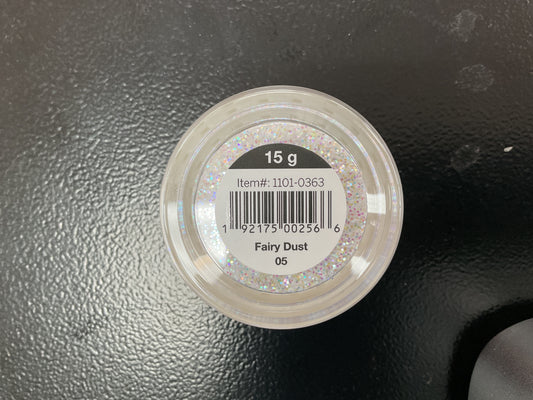 15 g
Item#: 1101-0363
1 92175 00256 6
Fairy Dust
05